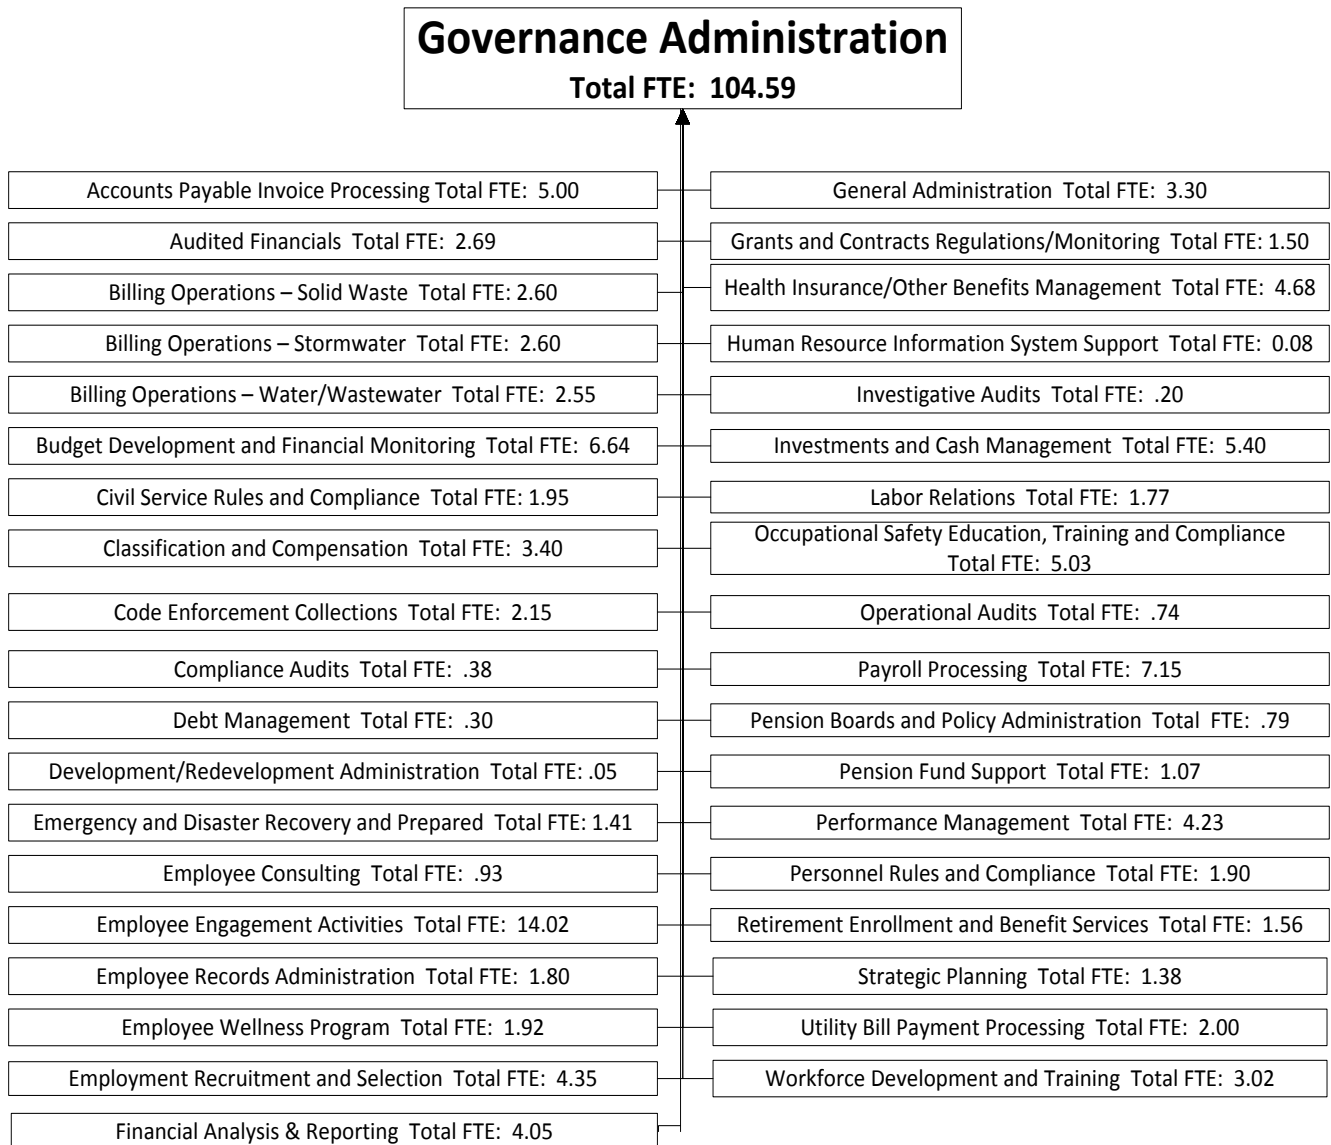 Governance Administration
Total FTE: 104.59
Accounts Payable Invoice Processing Total FTE: 5.00
Audited Financials Total FTE: 2.69
Billing Operations – Solid Waste Total FTE: 2.60
Billing Operations – Stormwater Total FTE: 2.60
Billing Operations – Water/Wastewater Total FTE: 2.55
Budget Development and Financial Monitoring Total FTE: 6.64
Civil Service Rules and Compliance Total FTE: 1.95
Classification and Compensation Total FTE: 3.40
Code Enforcement Collections Total FTE: 2.15
Compliance Audits Total FTE: .38
Debt Management Total FTE: .30
Development/Redevelopment Administration Total FTE: .05
Emergency and Disaster Recovery and Prepared Total FTE: 1.41
Employee Consulting Total FTE: .93
Employee Engagement Activities Total FTE: 14.02
Employee Records Administration Total FTE: 1.80
Employee Wellness Program Total FTE: 1.92
Employment Recruitment and Selection Total FTE: 4.35
Financial Analysis & Reporting Total FTE: 4.05
General Administration Total FTE: 3.30
Grants and Contracts Regulations/Monitoring Total FTE: 1.50
Health Insurance/Other Benefits Management Total FTE: 4.68
Human Resource Information System Support Total FTE: 0.08
Investigative Audits Total FTE: .20
Investments and Cash Management Total FTE: 5.40
Labor Relations Total FTE: 1.77
Occupational Safety Education, Training and Compliance
Total FTE: 5.03
Operational Audits Total FTE: .74
Payroll Processing Total FTE: 7.15
Pension Boards and Policy Administration Total FTE: .79
Pension Fund Support Total FTE: 1.07
Performance Management Total FTE: 4.23
Personnel Rules and Compliance Total FTE: 1.90
Retirement Enrollment and Benefit Services Total FTE: 1.56
Strategic Planning Total FTE: 1.38
Utility Bill Payment Processing Total FTE: 2.00
Workforce Development and Training Total FTE: 3.02